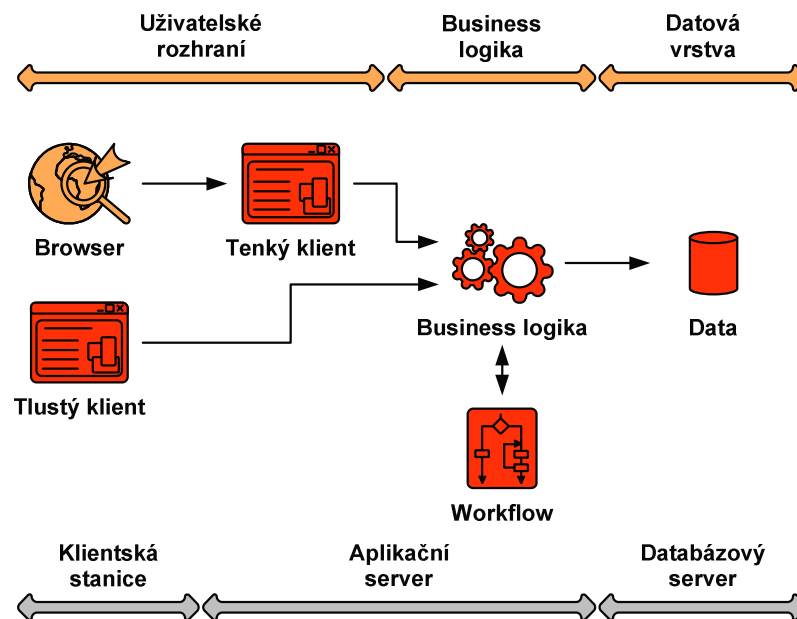 Uživatelské
rozhraní
Business
logika
Datová
vrstva
Browser
Tenký klient
Business logika
Data
Tlustý klient
Workflow
Klientská
stanice
Aplikační
server
Databázový
server